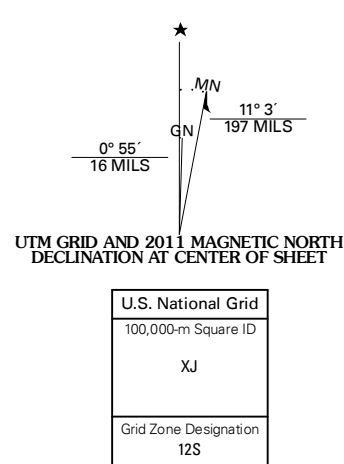 ★
MN
GN
11° 3´
197 MILS
0° 55´
16 MILS
UTM GRID AND 2011 MAGNETIC NORTH
DECLINATION AT CENTER OF SHEET
U.S. National Grid
100,000-m Square ID
XJ
Grid Zone Designation
12S